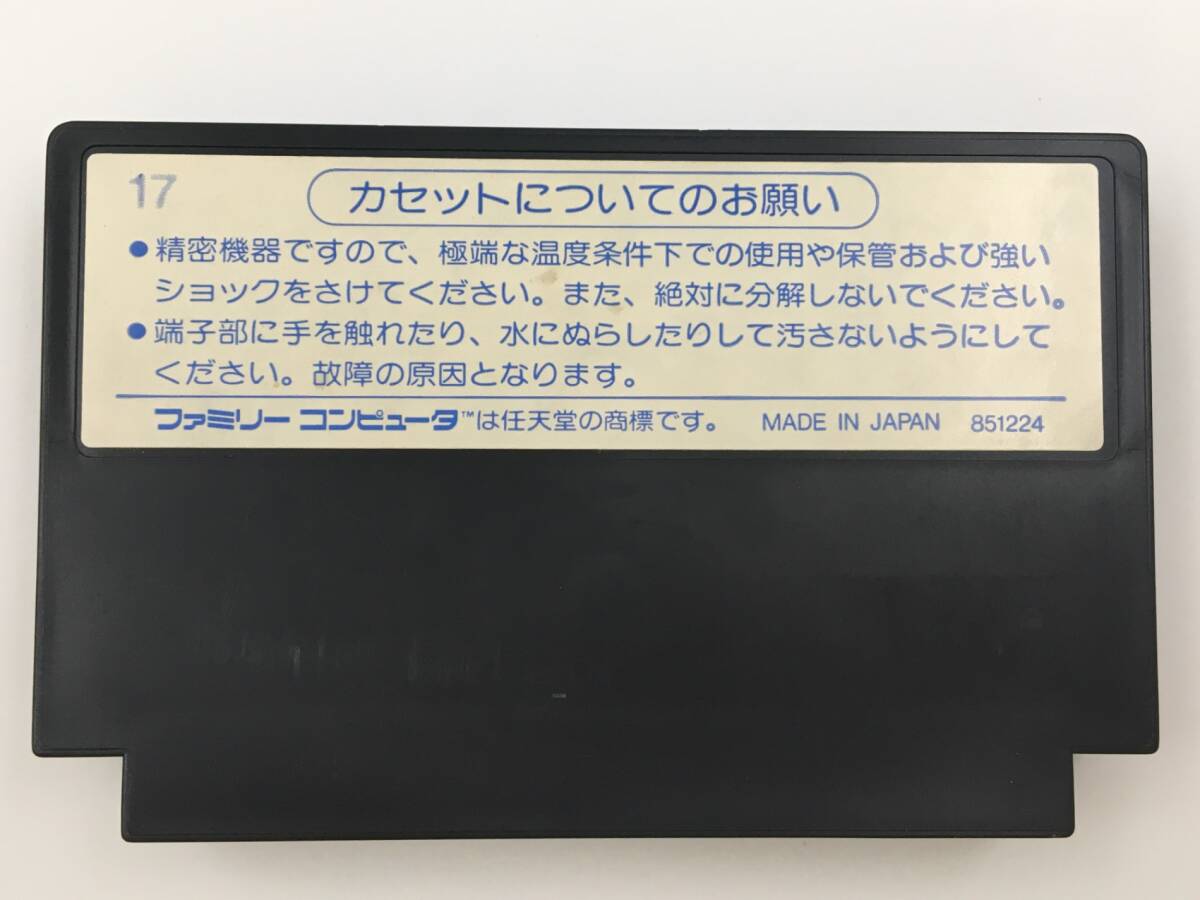 17
カセットについてのお願い
●精密機器ですので、極端な温度条件下での使用や保管および強い
ショックをさけてください。また、絶対に分解しないでください。
●端子部に手を触れたり、水にぬらしたりして汚さないようにして
ください。故障の原因となります。
ファミリー コンピュータ™は任天堂の商標です。 MADE IN JAPAN 851224